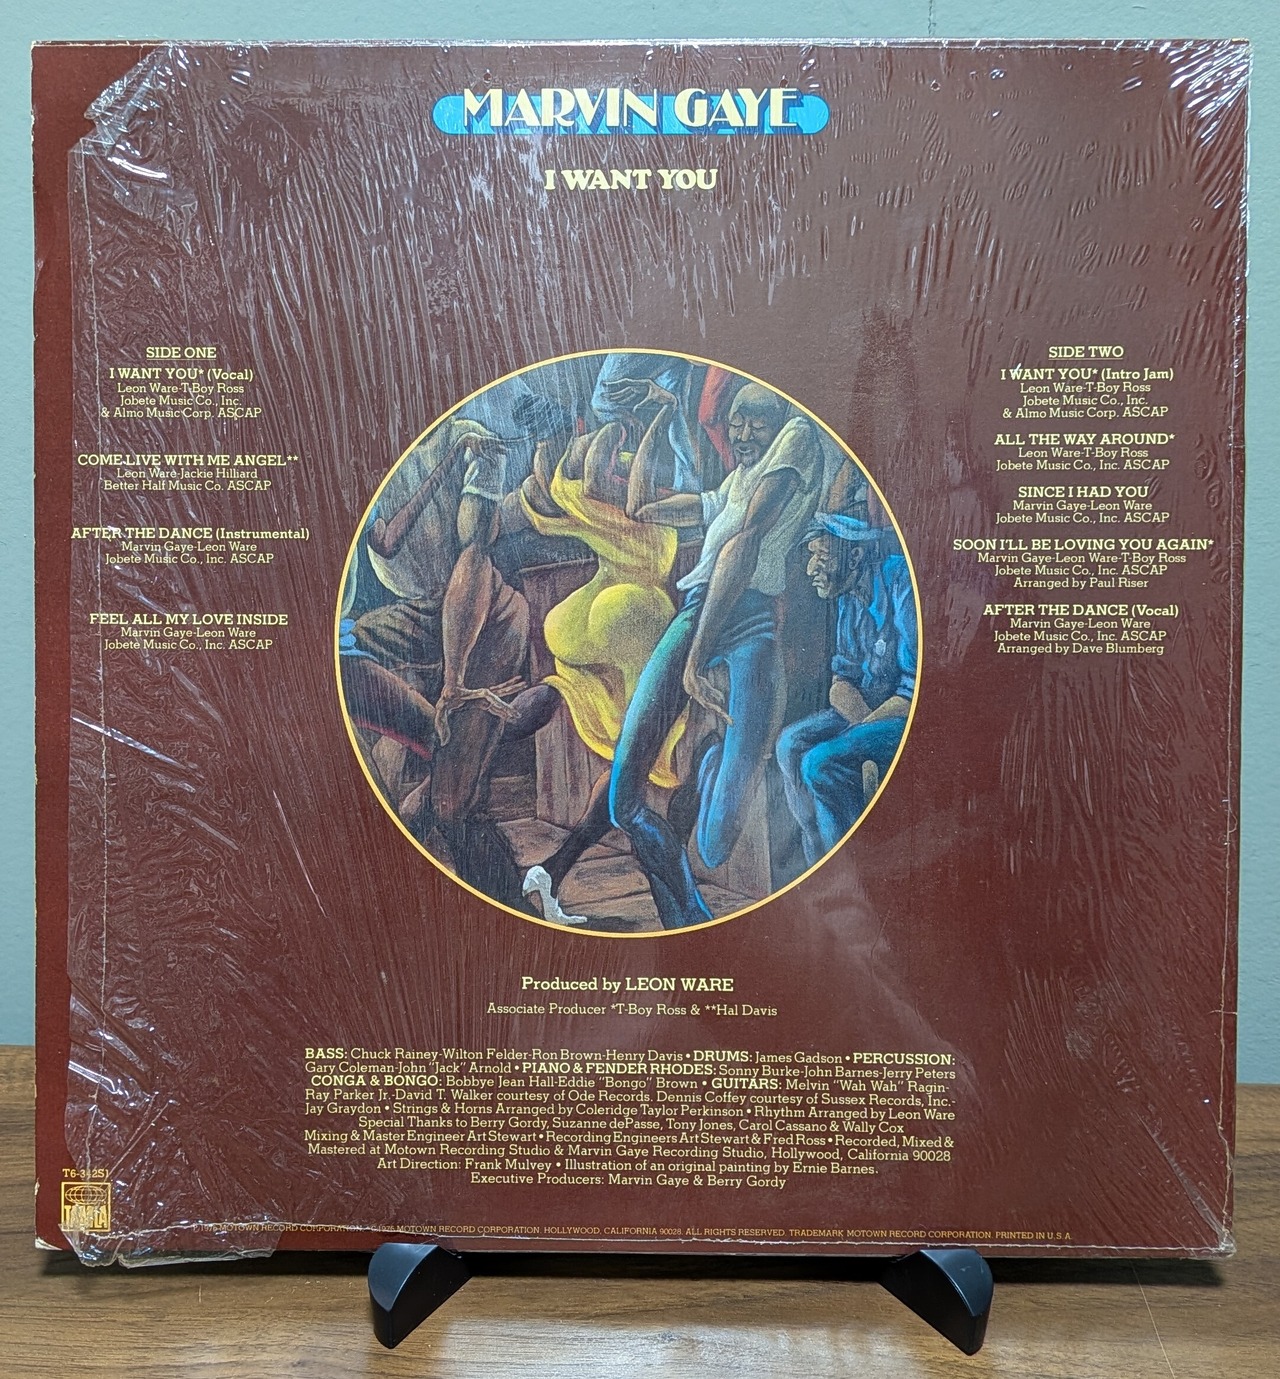 MARVIN GAYE
I WANT YOU
SIDE ONE
I WANT YOU* (Vocal)
Leon Ware-T-Boy Ross
Jobete Music Co., Inc.
& Almo Music Corp. ASCAP
COME LIVE WITH ME ANGEL**
Leon Ware-Jackie Hilliard
Better Half Music Co. ASCAP
AFTER THE DANCE (Instrumental)
Marvin Gaye-Leon Ware
Jobete Music Co., Inc. ASCAP
FEEL ALL MY LOVE INSIDE
Marvin Gaye-Leon Ware
Jobete Music Co., Inc. ASCAP
SIDE TWO
I WANT YOU* (Intro Jam)
Leon Ware-T-Boy Ross
Jobete Music Co., Inc.
& Almo Music Corp. ASCAP
ALL THE WAY AROUND*
Leon Ware-T-Boy Ross
Jobete Music Co., Inc. ASCAP
SINCE I HAD YOU
Marvin Gaye-Leon Ware
Jobete Music Co., Inc. ASCAP
SOON I'LL BE LOVING YOU AGAIN*
Marvin Gaye-Leon Ware-T-Boy Ross
Jobete Music Co., Inc. ASCAP
Arranged by Paul Riser
AFTER THE DANCE (Vocal)
Marvin Gaye-Leon Ware
Jobete Music Co., Inc. ASCAP
Arranged by Dave Blumberg
Produced by LEON WARE
Associate Producer *T-Boy Ross & **Hal Davis
BASS: Chuck Rainey-Wilton Felder-Ron Brown-Henry Davis • DRUMS: James Gadson • PERCUSSION:
Gary Coleman-John "Jack" Arnold • PIANO & FENDER RHODES: Sonny Burke-John Barnes-Jerry Peters
CONGA & BONGO: Bobbye Jean Hall-Eddie "Bongo" Brown • GUITARS: Melvin "Wah Wah" Ragin-
Ray Parker Jr.-David T. Walker courtesy of Ode Records. Dennis Coffey courtesy of Sussex Records, Inc.-
Jay Graydon • Strings & Horns Arranged by Coleridge Taylor Perkinson • Rhythm Arranged by Leon Ware
Special Thanks to Berry Gordy, Suzanne dePasse, Tony Jones, Carol Cassano & Wally Cox
Mixing & Master Engineer Art Stewart • Recording Engineers Art Stewart & Fred Ross • Recorded, Mixed &
Mastered at Motown Recording Studio & Marvin Gaye Recording Studio, Hollywood, California 90028
Art Direction: Frank Mulvey • Illustration of an original painting by Ernie Barnes.
Executive Producers: Marvin Gaye & Berry Gordy
T6-342S1
TAMLA
1976 MOTOWN RECORD CORPORATION. 1976 MOTOWN RECORD CORPORATION. HOLLYWOOD, CALIFORNIA 90028. ALL RIGHTS RESERVED. TRADEMARK MOTOWN RECORD CORPORATION. PRINTED IN U.S.A.